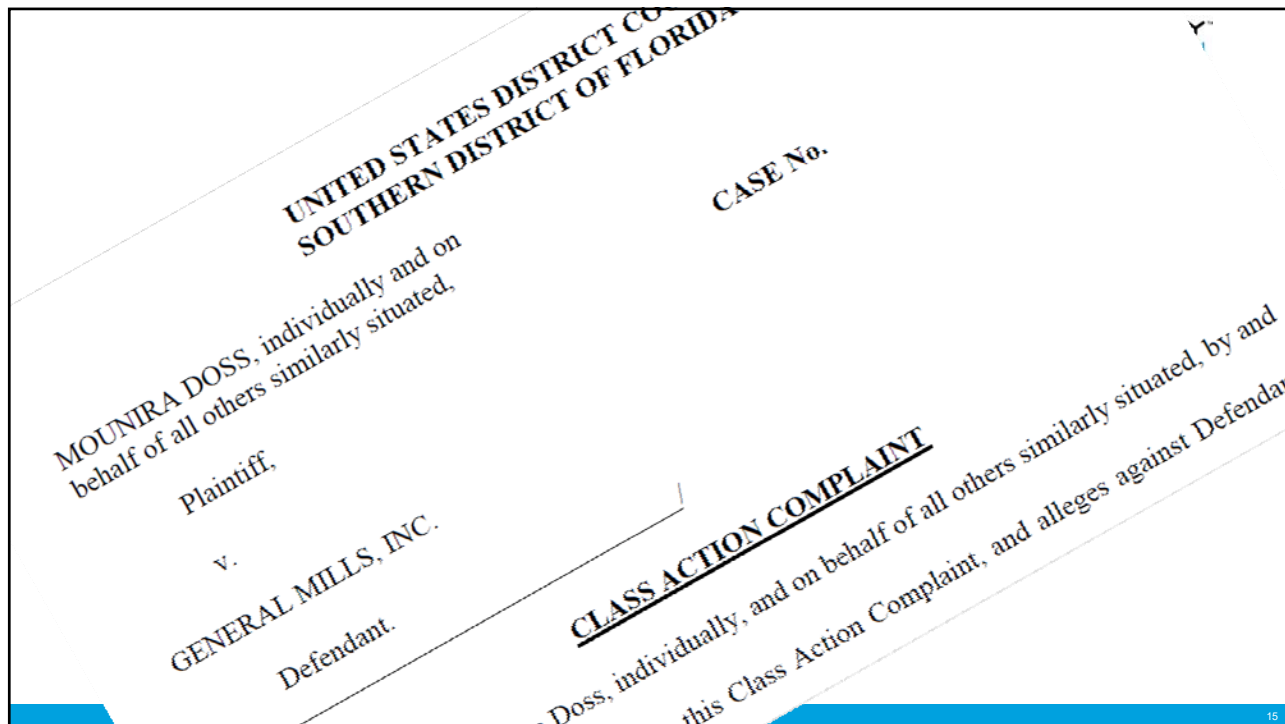 UNITED STATES DISTRICT
SOUTHERN DISTRICT OF FLORIDA
CASE No.
MOUNIRA DOSS, individually and on
behalf of all others similarly situated,
Plaintiff,
v.
GENERAL MILLS, INC.
Defendant.
CLASS ACTION COMPLAINT
Doss, individually, and on behalf of all others similarly situated, by and
this Class Action Complaint, and alleges against
15